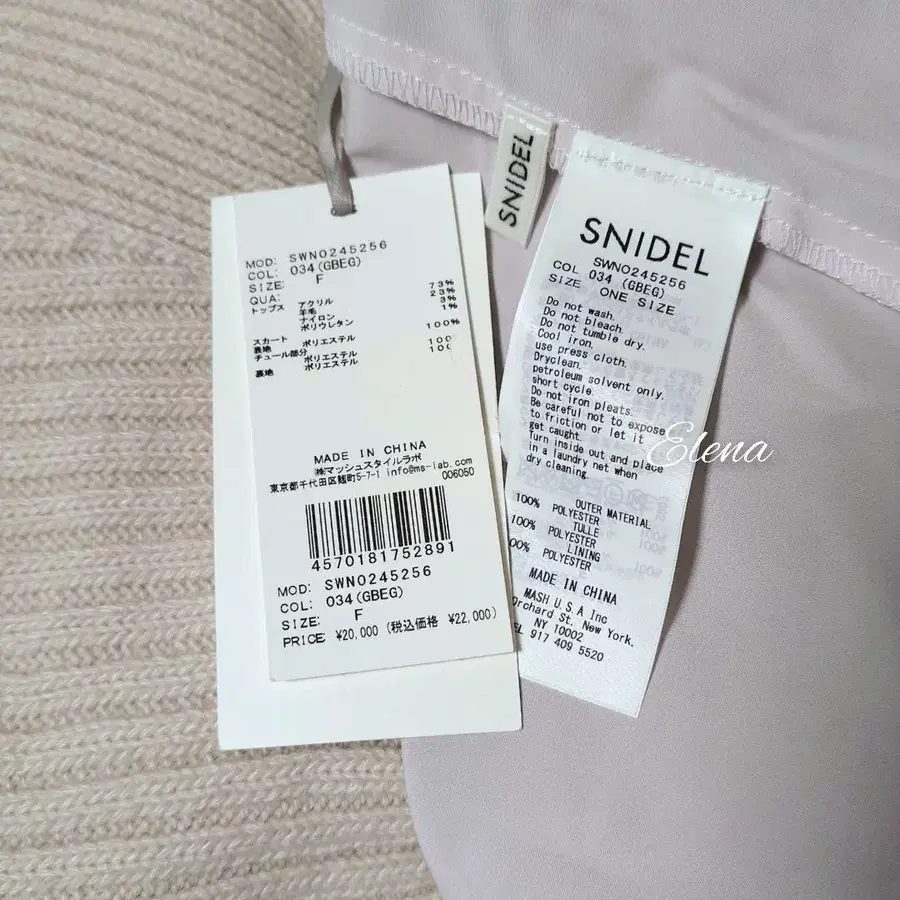 MOD: SWNO245256
COL: 034(GBEG)
SIZE: F
QUA:
トップス アクリル 73%
羊毛 23%
ナイロン 3%
ポリウレタン 1%
スカート ポリエステル 100%
裏地
チュール部分 ポリエステル 100
ポリエステル 100
裏地
MADE IN CHINA
㈱マッシュスタイルラボ
東京都千代田区麹町5-7-1 info@ms-lab.com
006050
4570181752891
MOD: SWNO245256
COL: 034(GBEG)
SIZE: F
PRICE: ¥20,000 (税込価格 ¥22,000)
SNIDEL
SNIDEL
SWNO245256
COL 034 (GBEG)
SIZE ONE SIZE
Do not wash.
Do not bleach.
Do not tumble dry.
Cool iron,
use press cloth.
Dryclean,
petroleum solvent only,
short cycle.
Do not iron pleats.
Be careful not to expose
to friction or let it
get caught.
Turn inside out and place
in a laundry net when
dry cleaning.
OUTER MATERIAL
100% POLYESTER
TULLE
100% POLYESTER
LINING
00% POLYESTER
MADE IN CHINA
MASH U.S.A Inc
Orchard St. New York.
NY 10002
EL 917 409 5520
Elena